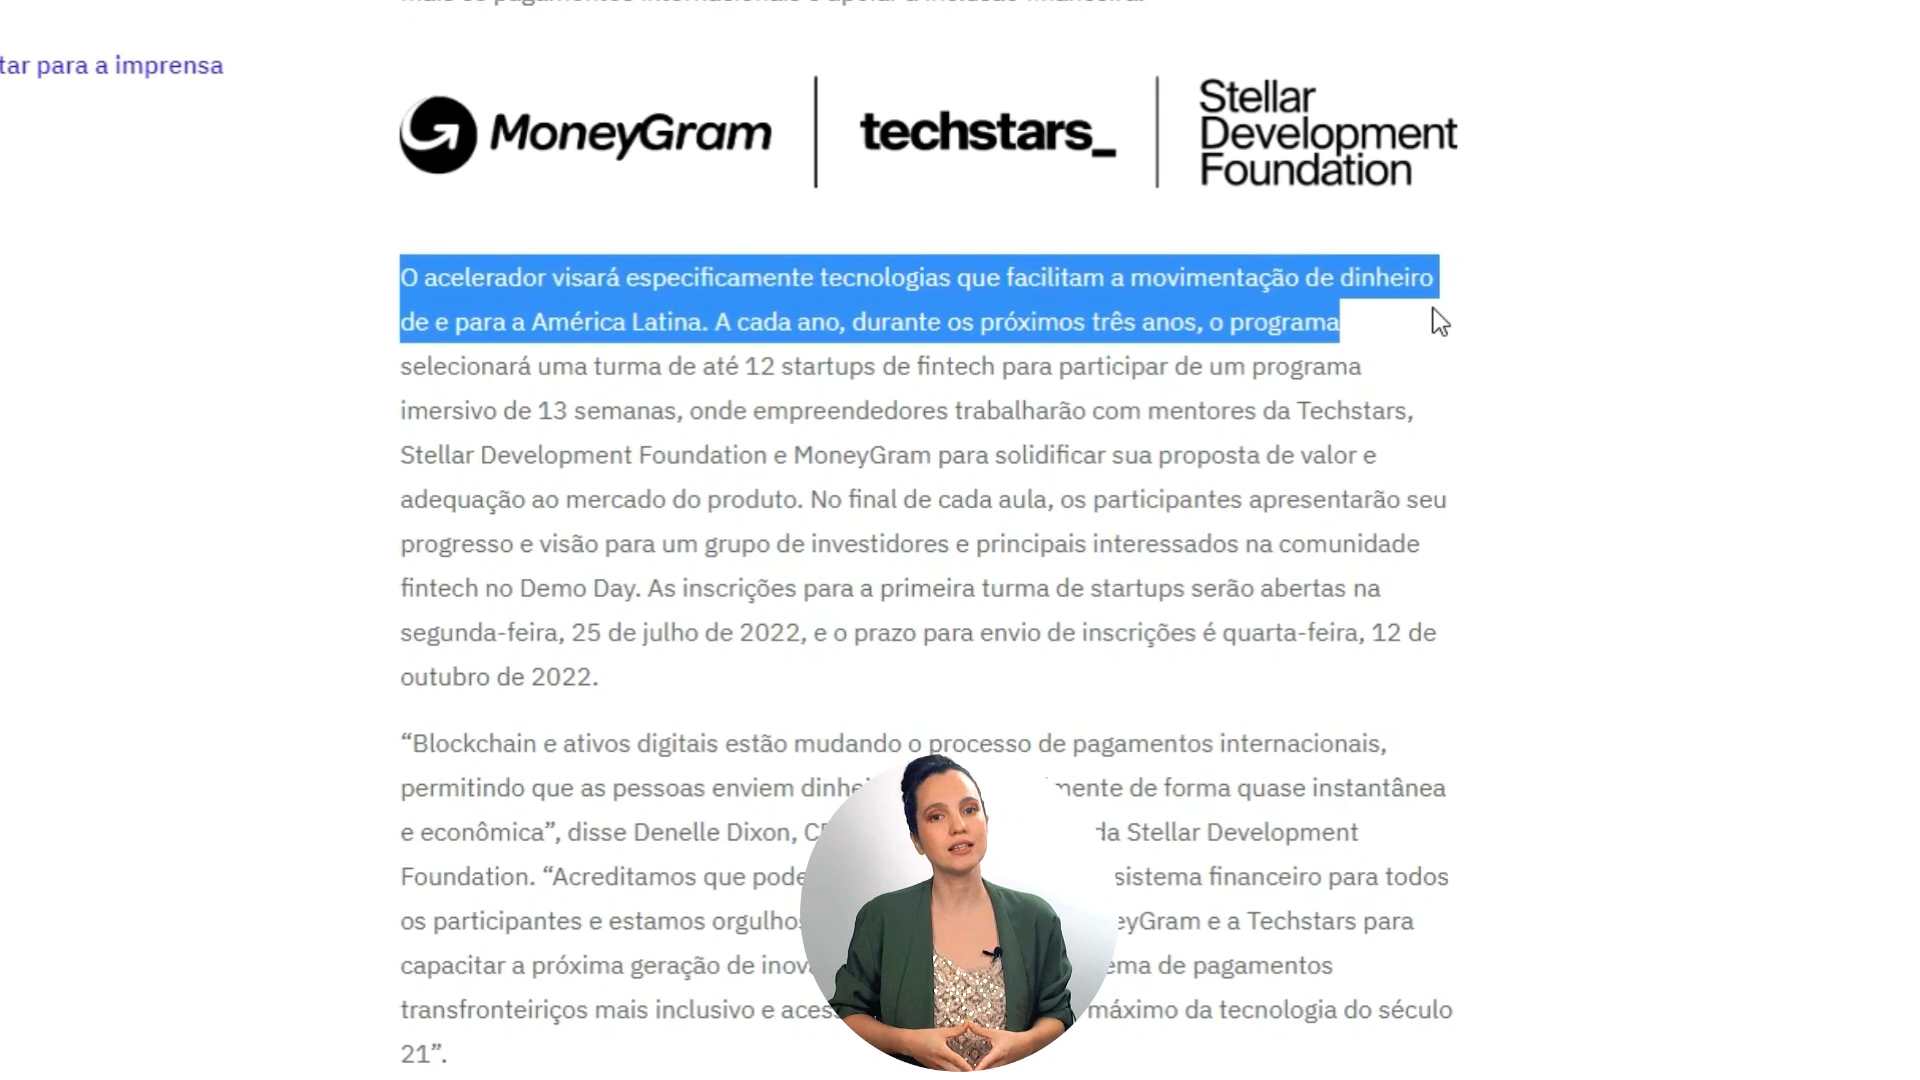 tar para a imprensa
MoneyGram
techstars_
Stellar
Development
Foundation
O acelerador visará especificamente tecnologias que facilitam a movimentação de dinheiro
de e para a América Latina. A cada ano, durante os próximos três anos, o programa
selecionará uma turma de até 12 startups de fintech para participar de um programa
imersivo de 13 semanas, onde empreendedores trabalharão com mentores da Techstars,
Stellar Development Foundation e MoneyGram para solidificar sua proposta de valor e
adequação ao mercado do produto. No final de cada aula, os participantes apresentarão seu
progresso e visão para um grupo de investidores e principais interessados na comunidade
fintech no Demo Day. As inscrições para a primeira turma de startups serão abertas na
segunda-feira, 25 de julho de 2022, e o prazo para envio de inscrições é quarta-feira, 12 de
outubro de 2022.
“Blockchain e ativos digitais estão mudando o processo de pagamentos internacionais,
permitindo que as pessoas enviem mente de forma quase instantânea
e econômica”, disse Denelle Dixon, da Stellar Development
Foundation. “Acreditamos que sistema financeiro para todos
os participantes e estamos eyGram e a Techstars para
capacitar a próxima geração de ema de pagamentos
transfronteiriços mais inclusivo e máximo da tecnologia do século
21”.